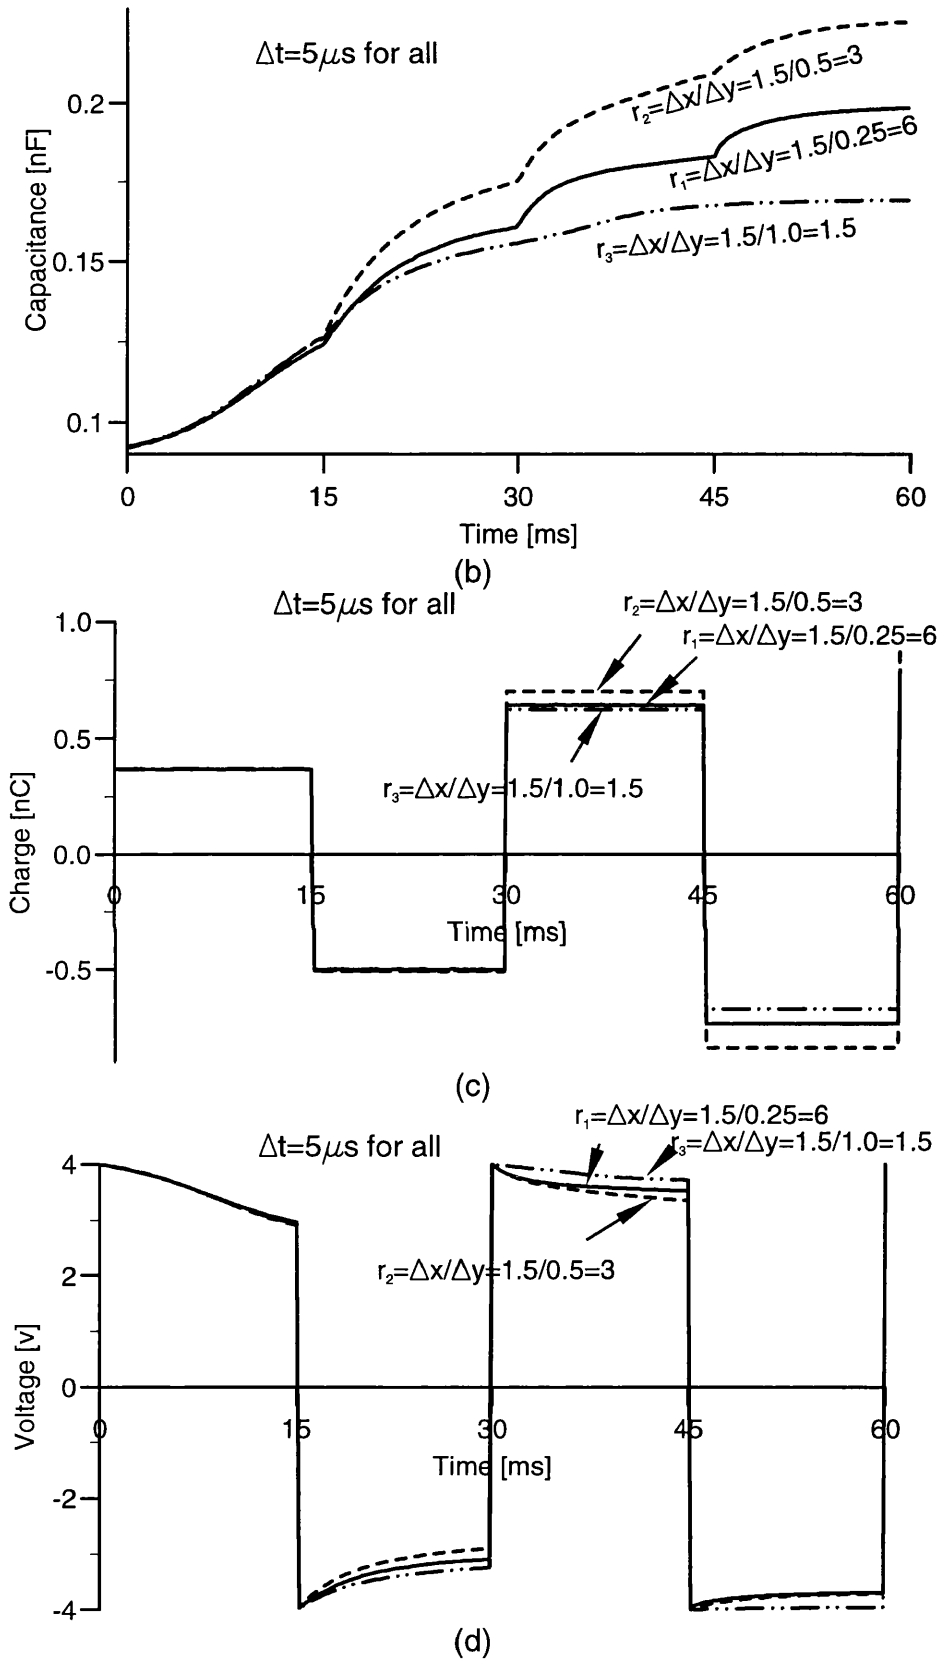 Δt=5μs for all
r₂=Δx/Δy=1.5/0.5=3
r₁=Δx/Δy=1.5/0.25=6
r₃=Δx/Δy=1.5/1.0=1.5
Capacitance [nF]
0.2
0.15
0.1
0 15 30 45 60
Time [ms]
(b)
Δt=5μs for all
r₂=Δx/Δy=1.5/0.5=3
r₁=Δx/Δy=1.5/0.25=6
r₃=Δx/Δy=1.5/1.0=1.5
Charge [nC]
1.0
0.5
0.0
-0.5
0 15 30 45 60
Time [ms]
(c)
r₁=Δx/Δy=1.5/0.25=6
Δt=5μs for all
r₃=Δx/Δy=1.5/1.0=1.5
r₂=Δx/Δy=1.5/0.5=3
Voltage [v]
4
2
0
-2
-4
0 15 30 45 60
Time [ms]
(d)